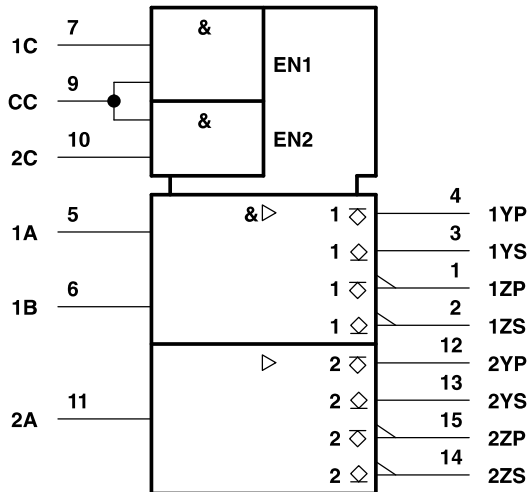 1C 7 &
EN1
CC 9
2C 10 &
EN2
1A 5 & 1 4 1YP
1 3 1YS
1 1 1ZP
1B 6 1 2 1ZS
2 12 2YP
2A 11 2 13 2YS
2 15 2ZP
2 14 2ZS